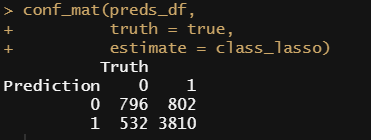 > conf_mat(preds_df,
+          truth = true,
+          estimate = class_lasso)
          Truth
Prediction    0    1
         0  796  802
         1  532 3810